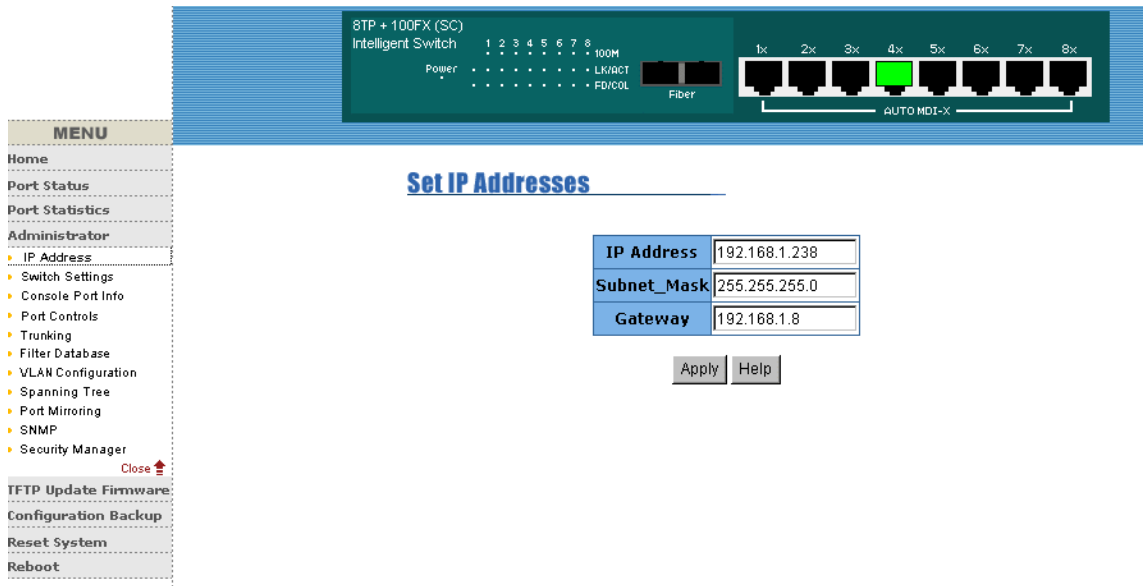 8TP + 100FX (SC)
Intelligent Switch
1 2 3 4 5 6 7 8
100M
Power
LK/ACT
FD/COL
Fiber
1x 2x 3x 4x 5x 6x 7x 8x
AUTO MDI-X
MENU
Home
Port Status
Port Statistics
Administrator
IP Address
Switch Settings
Console Port Info
Port Controls
Trunking
Filter Database
VLAN Configuration
Spanning Tree
Port Mirroring
SNMP
Security Manager
Close
TFTP Update Firmware
Configuration Backup
Reset System
Reboot
Set IP Addresses
IP Address 192.168.1.238
Subnet_Mask 255.255.255.0
Gateway 192.168.1.8
Apply Help